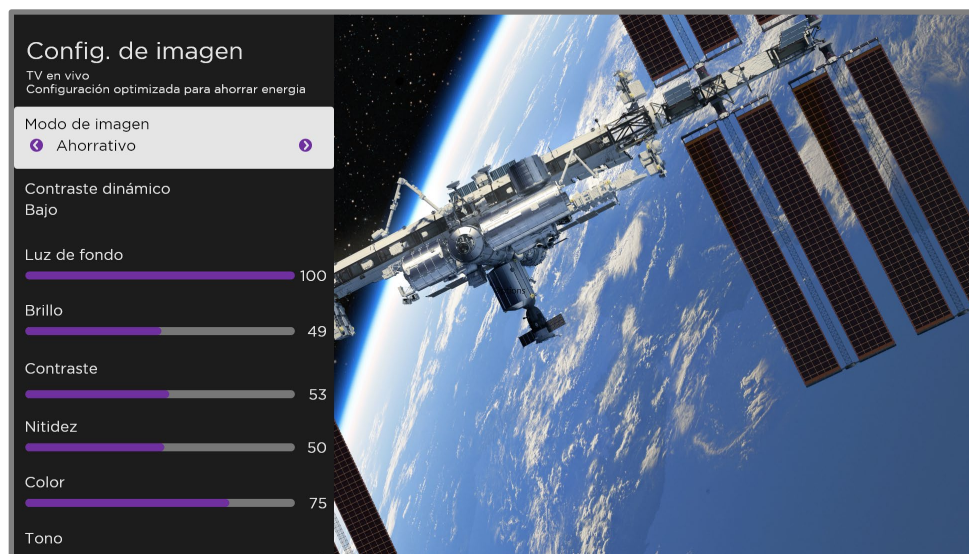 Config. de imagen
TV en vivo
Configuración optimizada para ahorrar energia
Modo de imagen
Ahorrativo
Contraste dinámico
Bajo
Luz de fondo
100
Brillo
49
Contraste
53
Nitidez
50
Color
75
Tono